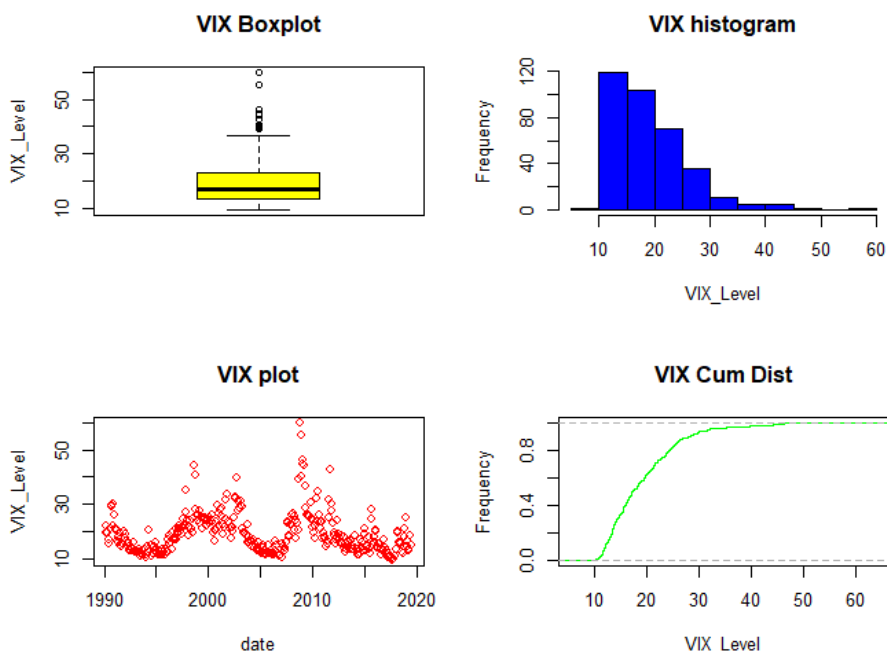 VIX Boxplot
VIX_Level
50
30
10
VIX histogram
Frequency
120
80
40
0
10 20 30 40 50 60
VIX_Level
VIX plot
VIX_Level
50
30
10
1990 2000 2010 2020
date
VIX Cum Dist
Frequency
0.8
0.4
0.0
10 20 30 40 50 60
VIX_Level